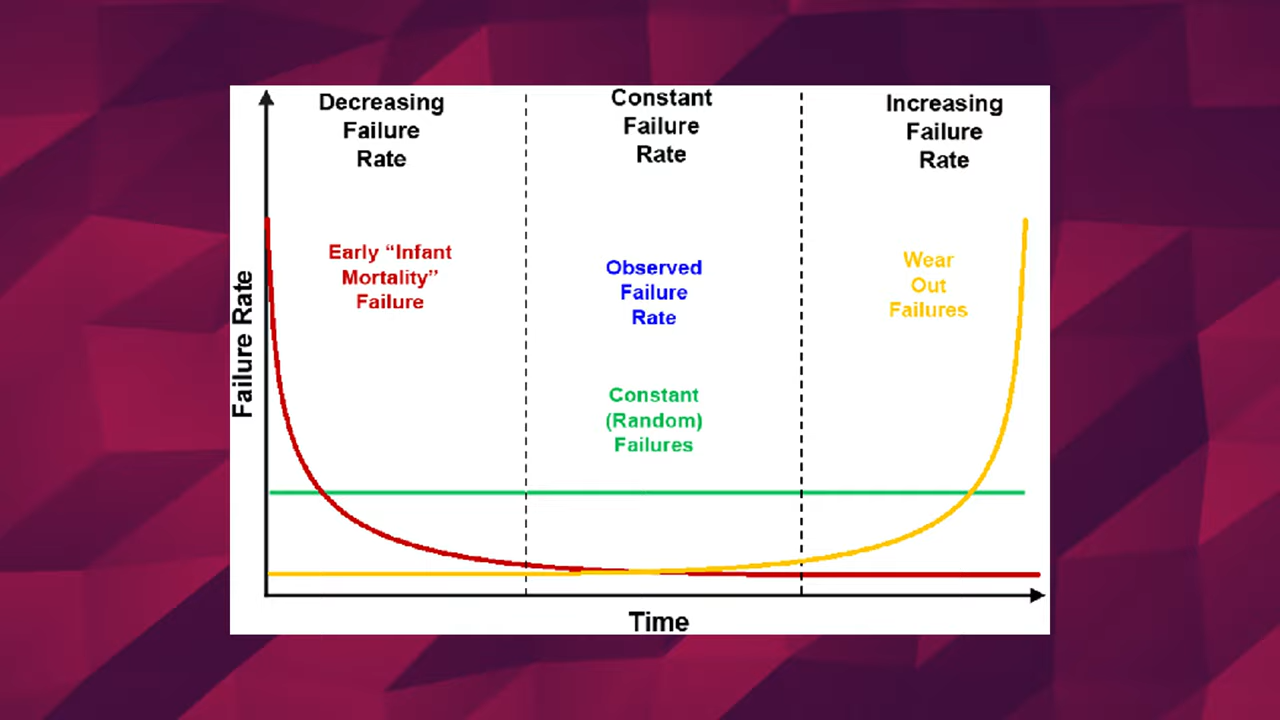 Decreasing
Failure
Rate
Constant
Failure
Rate
Increasing
Failure
Rate
Early “Infant
Mortality”
Failure
Observed
Failure
Rate
Wear
Out
Failures
Constant
(Random)
Failures
Failure Rate
Time